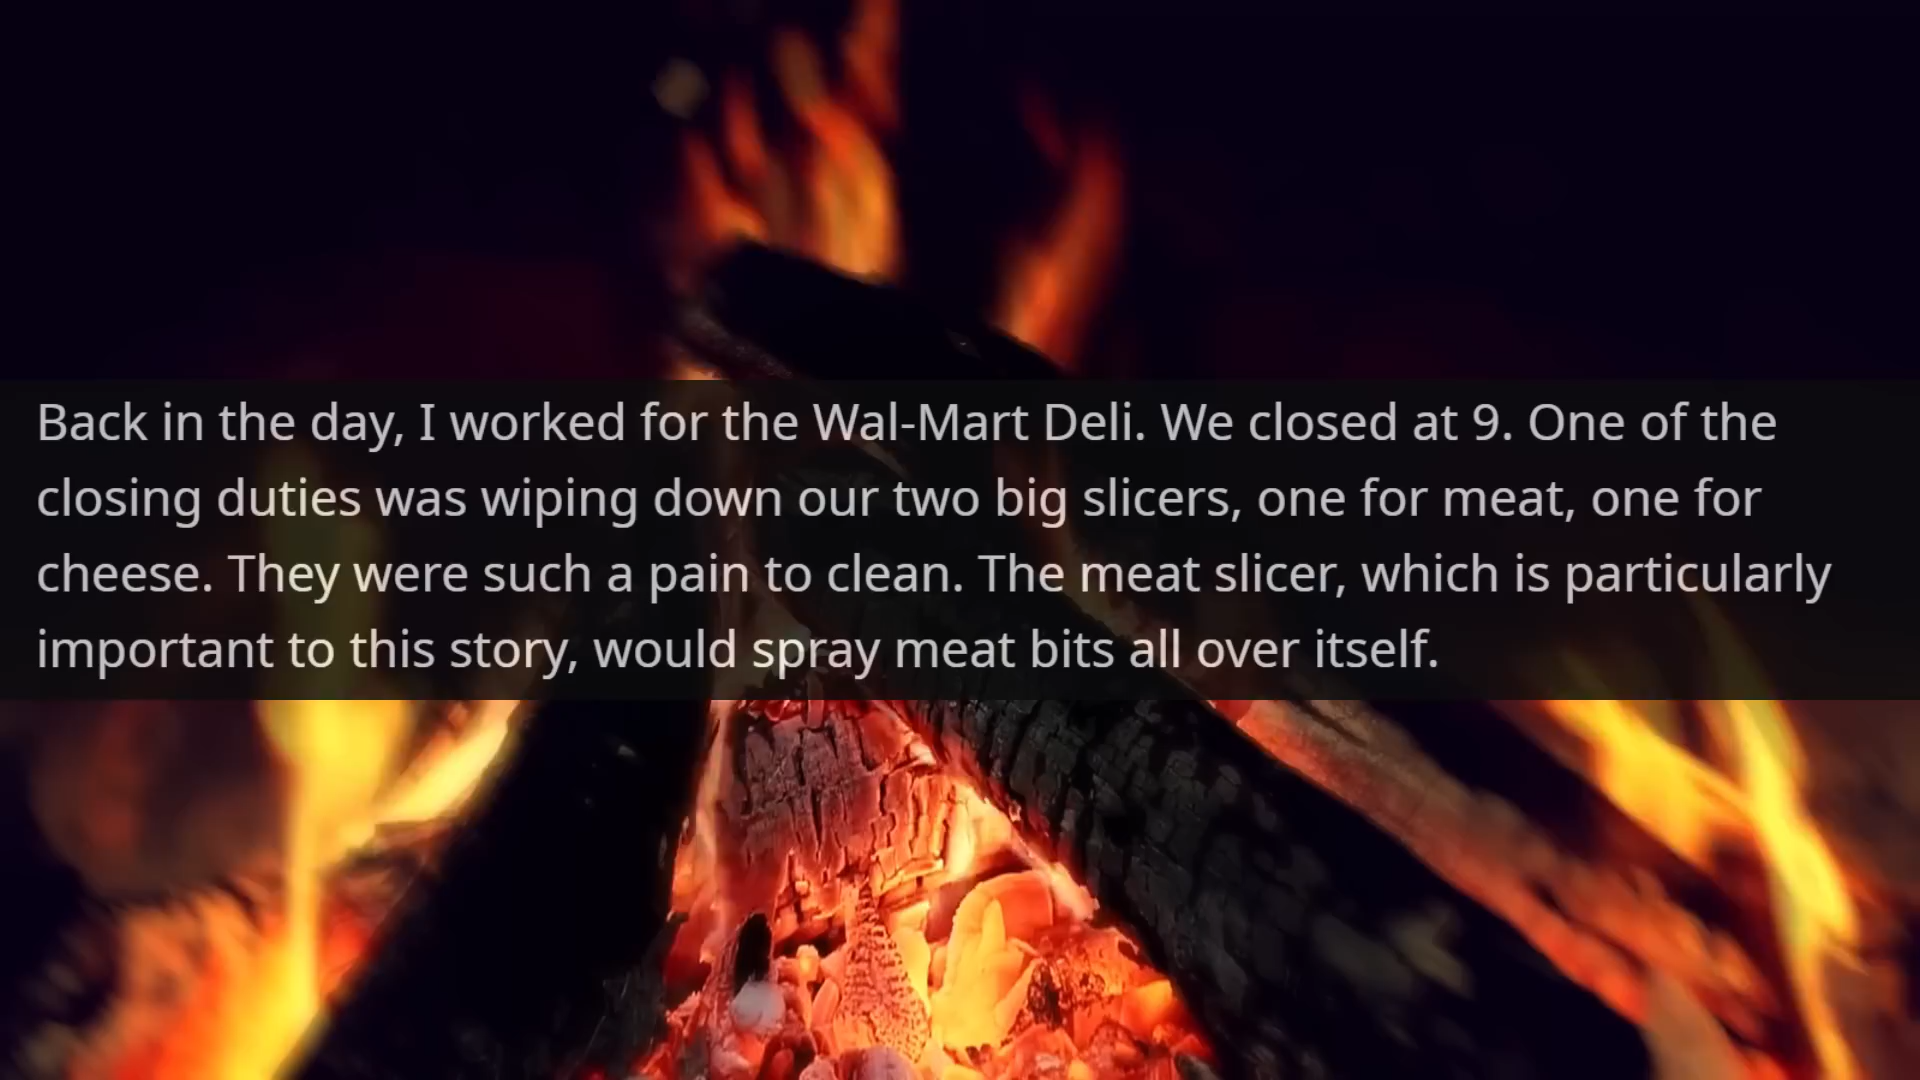 Back in the day, I worked for the Wal-Mart Deli. We closed at 9. One of the
closing duties was wiping down our two big slicers, one for meat, one for
cheese. They were such a pain to clean. The meat slicer, which is particularly
important to this story, would spray meat bits all over itself.